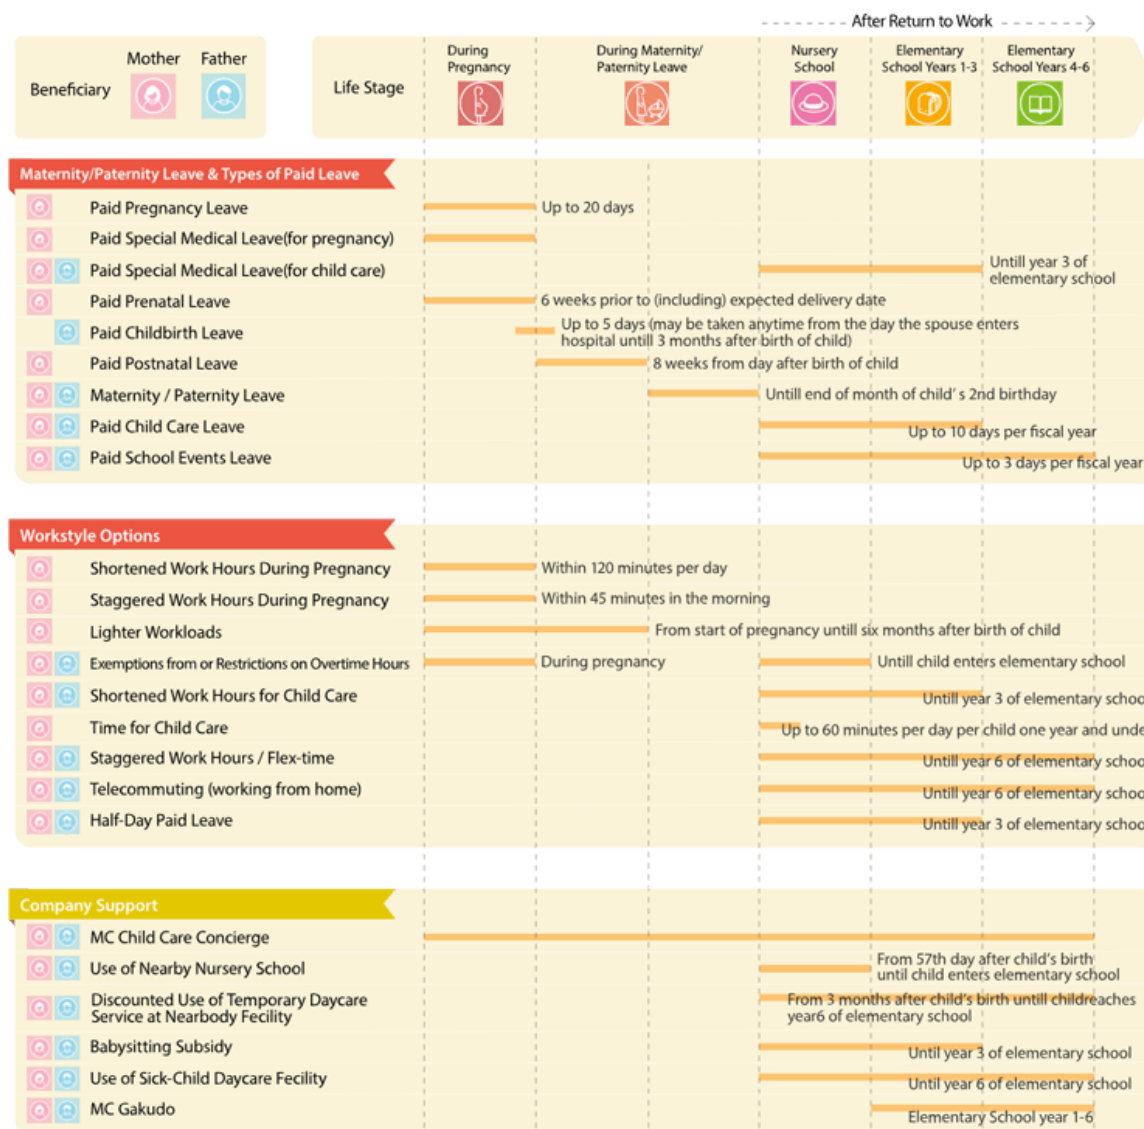 After Return to Work
Beneficiary
Mother
Father
Life Stage
During
Pregnancy
During Maternity/
Paternity Leave
Nursery
School
Elementary
School Years 1-3
Elementary
School Years 4-6
Maternity/Paternity Leave & Types of Paid Leave
Paid Pregnancy Leave
Up to 20 days
Paid Special Medical Leave(for pregnancy)
Paid Special Medical Leave(for child care)
Untill year 3 of
elementary school
Paid Prenatal Leave
6 weeks prior to (including) expected delivery date
Paid Childbirth Leave
Up to 5 days (may be taken anytime from the day the spouse enters
hospital untill 3 months after birth of child)
Paid Postnatal Leave
8 weeks from day after birth of child
Maternity / Paternity Leave
Untill end of month of child's 2nd birthday
Paid Child Care Leave
Up to 10 days per fiscal year
Paid School Events Leave
Up to 3 days per fiscal year
Workstyle Options
Shortened Work Hours During Pregnancy
Within 120 minutes per day
Staggered Work Hours During Pregnancy
Within 45 minutes in the morning
Lighter Workloads
From start of pregnancy untill six months after birth of child
Exemptions from or Restrictions on Overtime Hours
During pregnancy
Untill child enters elementary school
Shortened Work Hours for Child Care
Untill year 3 of elementary schoo
Time for Child Care
Up to 60 minutes per day per child one year and unde
Staggered Work Hours / Flex-time
Untill year 6 of elementary schoo
Telecommuting (working from home)
Untill year 6 of elementary schoo
Half-Day Paid Leave
Untill year 3 of elementary schoo
Company Support
MC Child Care Concierge
Use of Nearby Nursery School
From 57th day after child's birth
until child enters elementary school
Discounted Use of Temporary Daycare
Service at Nearbody Fecility
From 3 months after child's birth untill childreaches
year6 of elementary school
Babysitting Subsidy
Until year 3 of elementary school
Use of Sick-Child Daycare Fecility
Until year 6 of elementary school
MC Gakudo
Elementary School year 1-6